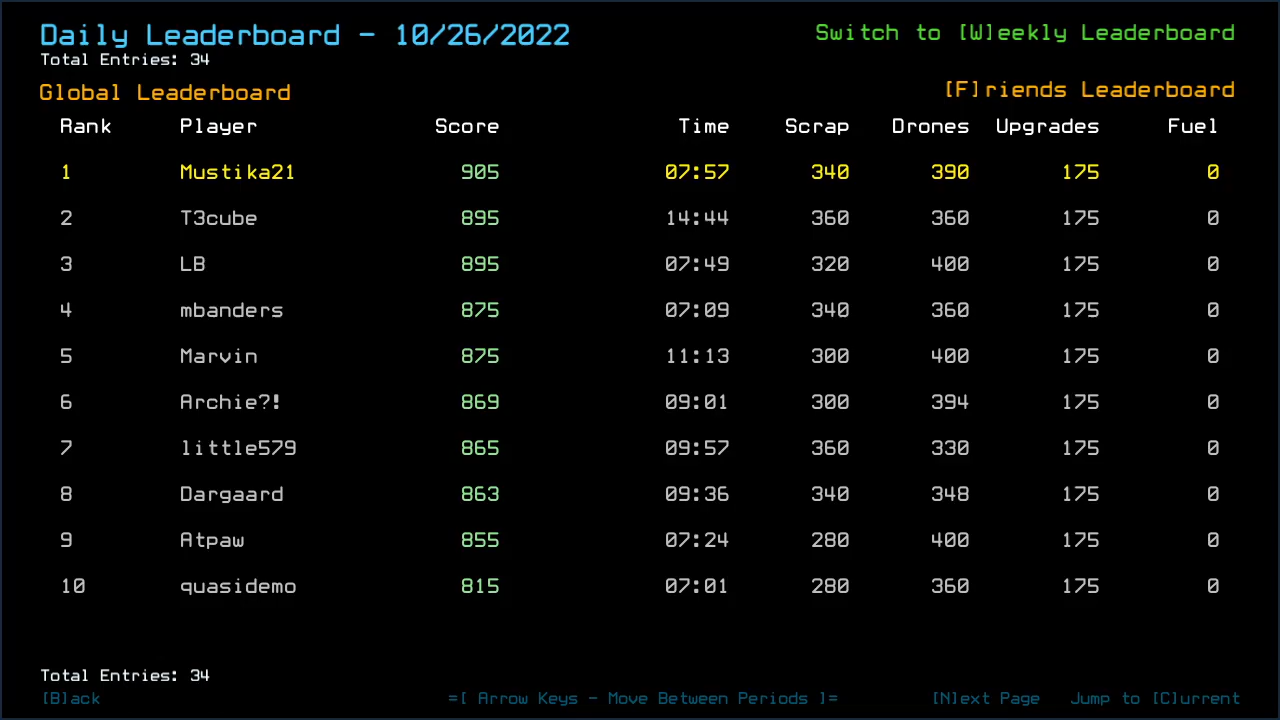 Daily Leaderboard - 10/26/2022 Switch to [W]eekly Leaderboard
Total Entries: 34
Global Leaderboard [F]riends Leaderboard
Rank Player Score Time Scrap Drones Upgrades Fuel
1 Mustika21 905 07:57 340 390 175 0
2 T3cube 895 14:44 360 360 175 0
3 LB 895 07:49 320 400 175 0
4 mbanders 875 07:09 340 360 175 0
5 Marvin 875 11:13 300 400 175 0
6 Archie?! 869 09:01 300 394 175 0
7 little579 865 09:57 360 330 175 0
8 Dargaard 863 09:36 340 348 175 0
9 Atpaw 855 07:24 280 400 175 0
10 quasidemo 815 07:01 280 360 175 0
Total Entries: 34
[B]ack =[ Arrow Keys - Move Between Periods ]= [N]ext Page Jump to [C]urrent